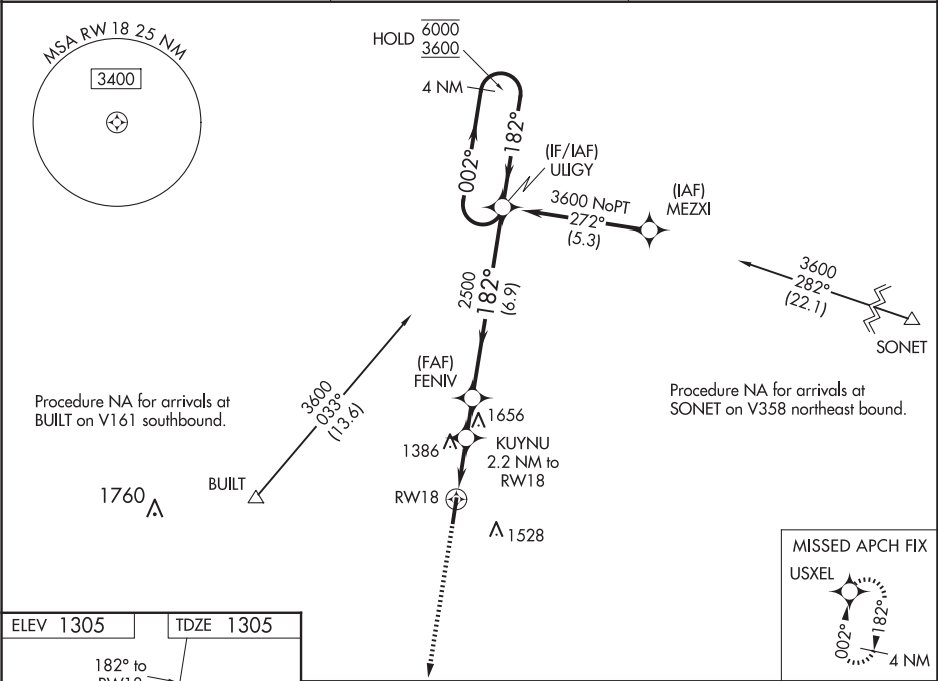 MSA RW 18 25 NM
3400
HOLD 6000
3600
4 NM
002°
182°
(IF/IAF)
ULIGY
3600 NoPT
272°
(5.3)
(IAF)
MEZXI
3600
282°
(22.1)
SONET
2500
182°
(6.9)
(FAF)
FENIV
Procedure NA for arrivals at
BUILT on V161 southbound.
3600
033°
(13.6)
Procedure NA for arrivals at
SONET on V358 northeast bound.
1656
1386
KUYNU
2.2 NM to
RW18
BUILT
1760
RW18
1528
MISSED APCH FIX
USXEL
002°
182°
4 NM
ELEV 1305
TDZE 1305
182° to
RW18